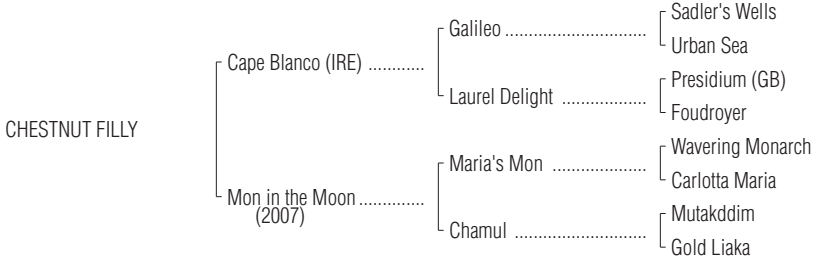 Sadler's Wells
Galileo ..............................
Urban Sea
Cape Blanco (IRE) ............
Presidium (GB)
Laurel Delight ..................
Foudroyer
CHESTNUT FILLY
Wavering Monarch
Maria's Mon ....................
Carlotta Maria
Mon in the Moon ..............
(2007)
Mutakddim
Chamul ............................
Gold Liaka